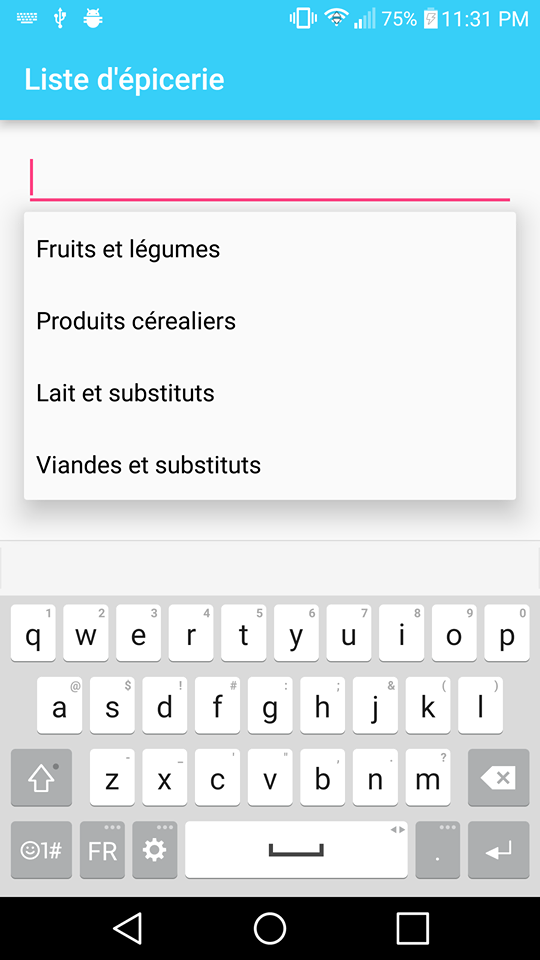 75% 11:31 PM
Liste d'épicerie
Fruits et légumes
Produits cérealiers
Lait et substituts
Viandes et substituts
1 2 3 4 5 6 7 8 9 0
q w e r t y u i o p
@ $ ! # : ; & ( )
a s d f g h j k l
- _ ' " , . ?
z x c v b n m
1# FR .